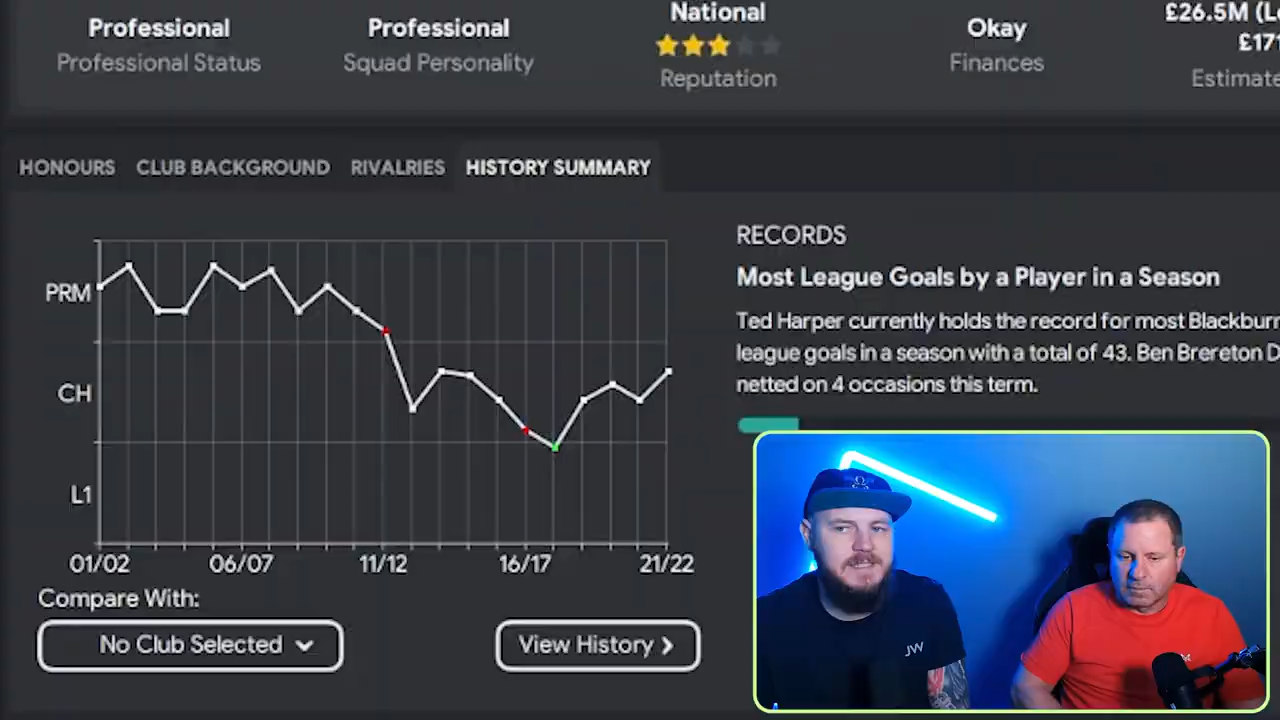 Professional
Professional Status
Professional
Squad Personality
National
Reputation
Okay
Finances
£26.5M (L
£17
Estimate
HONOURS
CLUB BACKGROUND
RIVALRIES
HISTORY SUMMARY
PRM
CH
L1
01/02
06/07
11/12
16/17
21/22
Compare With:
No Club Selected
View History
RECORDS
Most League Goals by a Player in a Season
Ted Harper currently holds the record for most Blackburn
league goals in a season with a total of 43. Ben Brereton D
netted on 4 occasions this term.
JW